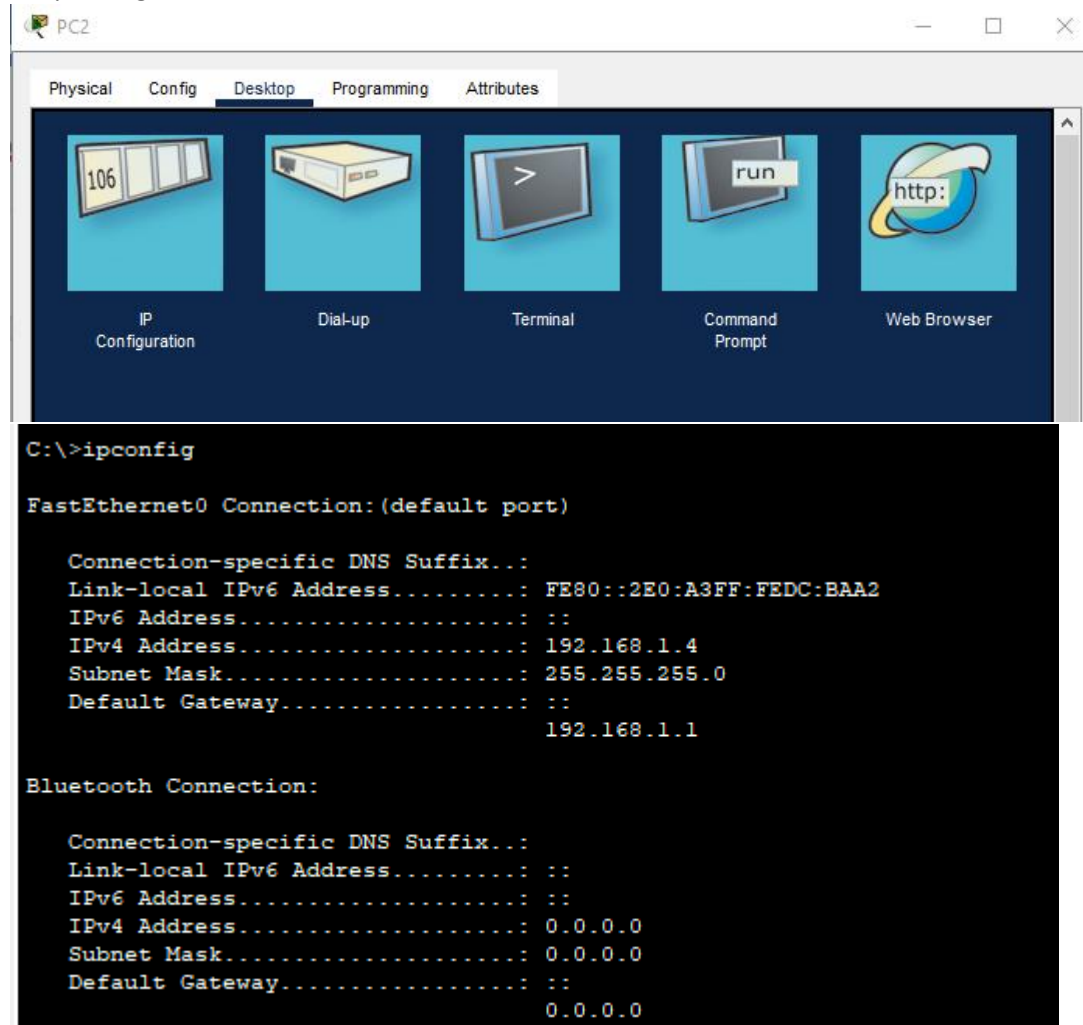 PC2
Physical Config Desktop Programming Attributes
106
>
run
http:
IP
Configuration
Dial-up
Terminal
Command
Prompt
Web Browser
C:\>ipconfig
FastEthernet0 Connection:(default port)
Connection-specific DNS Suffix..:
Link-local IPv6 Address.........: FE80::2E0:A3FF:FEDC:BAA2
IPv6 Address....................: ::
IPv4 Address....................: 192.168.1.4
Subnet Mask.....................: 255.255.255.0
Default Gateway.................: ::
192.168.1.1
Bluetooth Connection:
Connection-specific DNS Suffix..:
Link-local IPv6 Address.........: ::
IPv6 Address....................: ::
IPv4 Address....................: 0.0.0.0
Subnet Mask.....................: 0.0.0.0
Default Gateway.................: ::
0.0.0.0